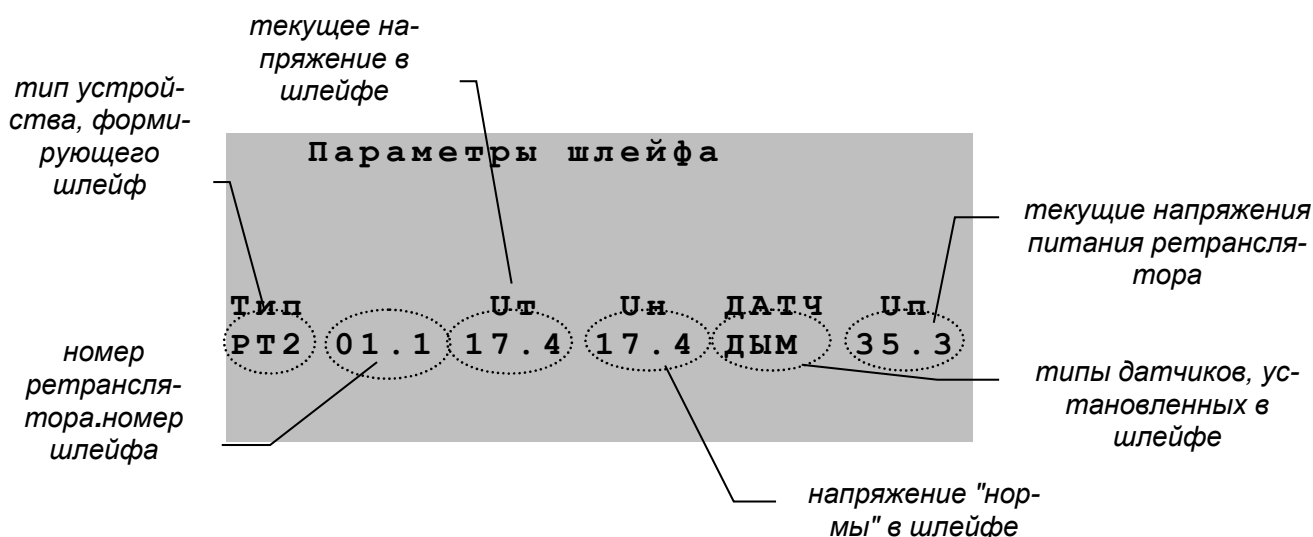 текущее на-
пряжение в
шлейфе
тип устрой-
ства, форми-
рующего
шлейф
Параметры шлейфа
текущие напряжения
питания ретрансля-
тора
Тип Uт Uн ДАТЧ Uп
РТ2 01.1 17.4 17.4 ДЫМ 35.3
номер
ретрансля-
тора.номер
шлейфа
типы датчиков, ус-
тановленных в
шлейфе
напряжение "нор-
мы" в шлейфе